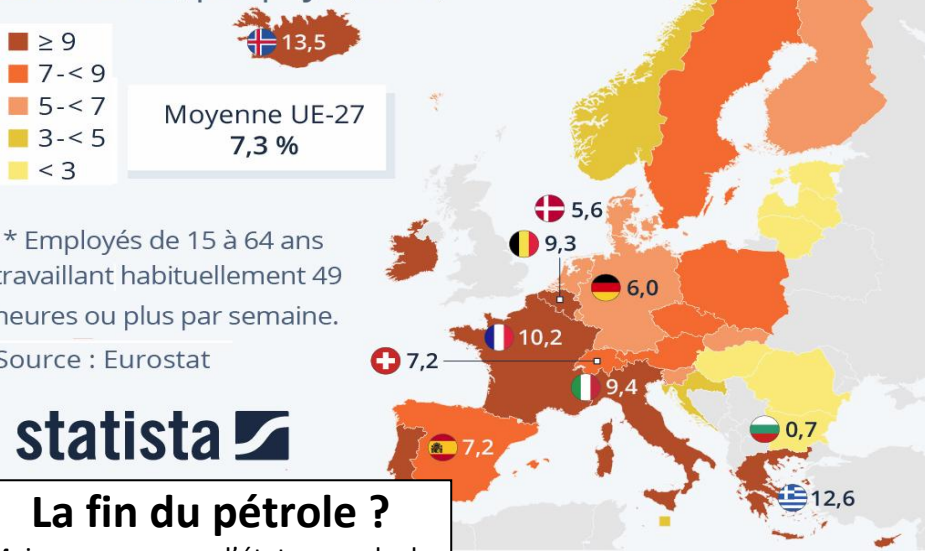 ≥ 9
7-< 9
5-< 7
3-< 5
< 3
13,5
Moyenne UE-27
7,3 %
* Employés de 15 à 64 ans
travaillant habituellement 49
heures ou plus par semaine.
Source : Eurostat
statista
5,6
9,3
6,0
10,2
7,2
9,4
7,2
0,7
12,6
La fin du pétrole ?